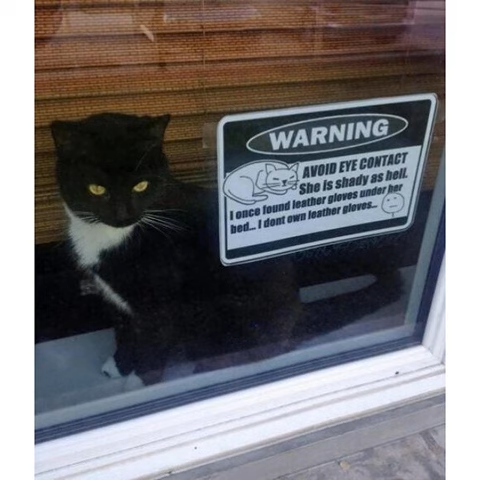 WARNING
AVOID EYE CONTACT
She is shady as hell.
I once found leather gloves under her
bed... I dont own leather gloves...